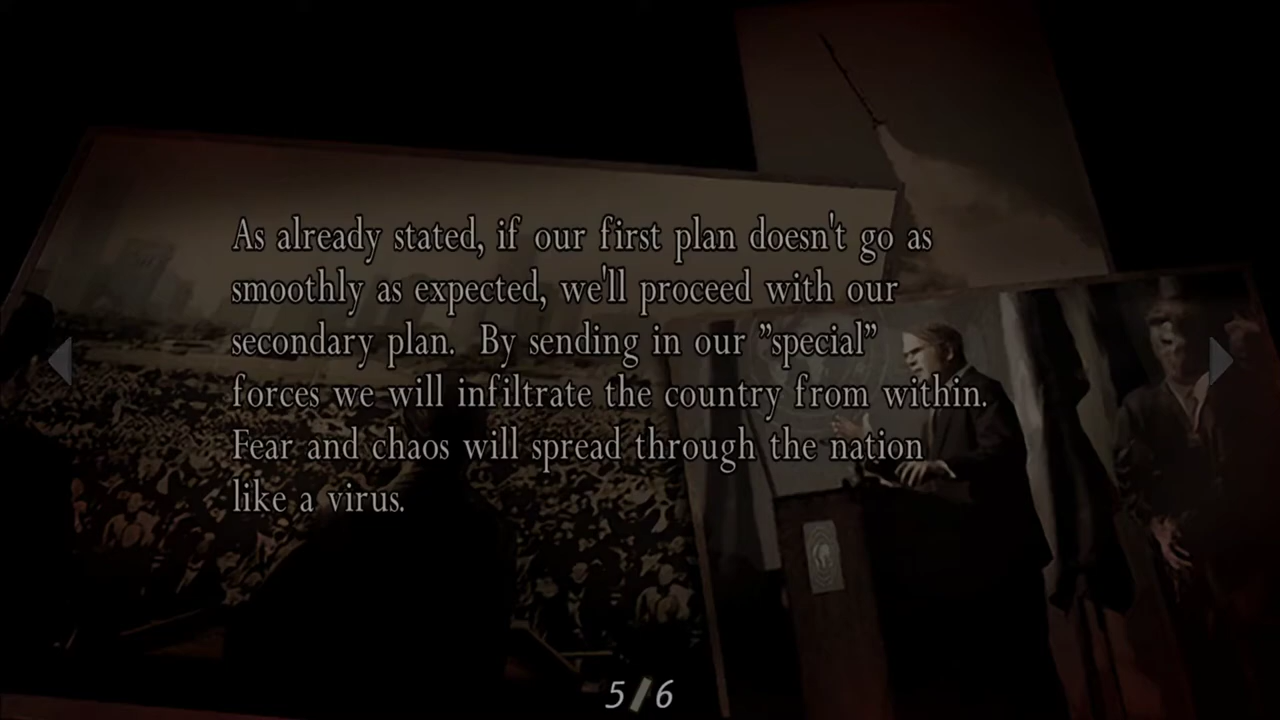 As already stated, if our first plan doesn't go as
smoothly as expected, we'll proceed with our
secondary plan. By sending in our ”special”
forces we will infiltrate the country from within.
Fear and chaos will spread through the nation
like a virus.
5/6